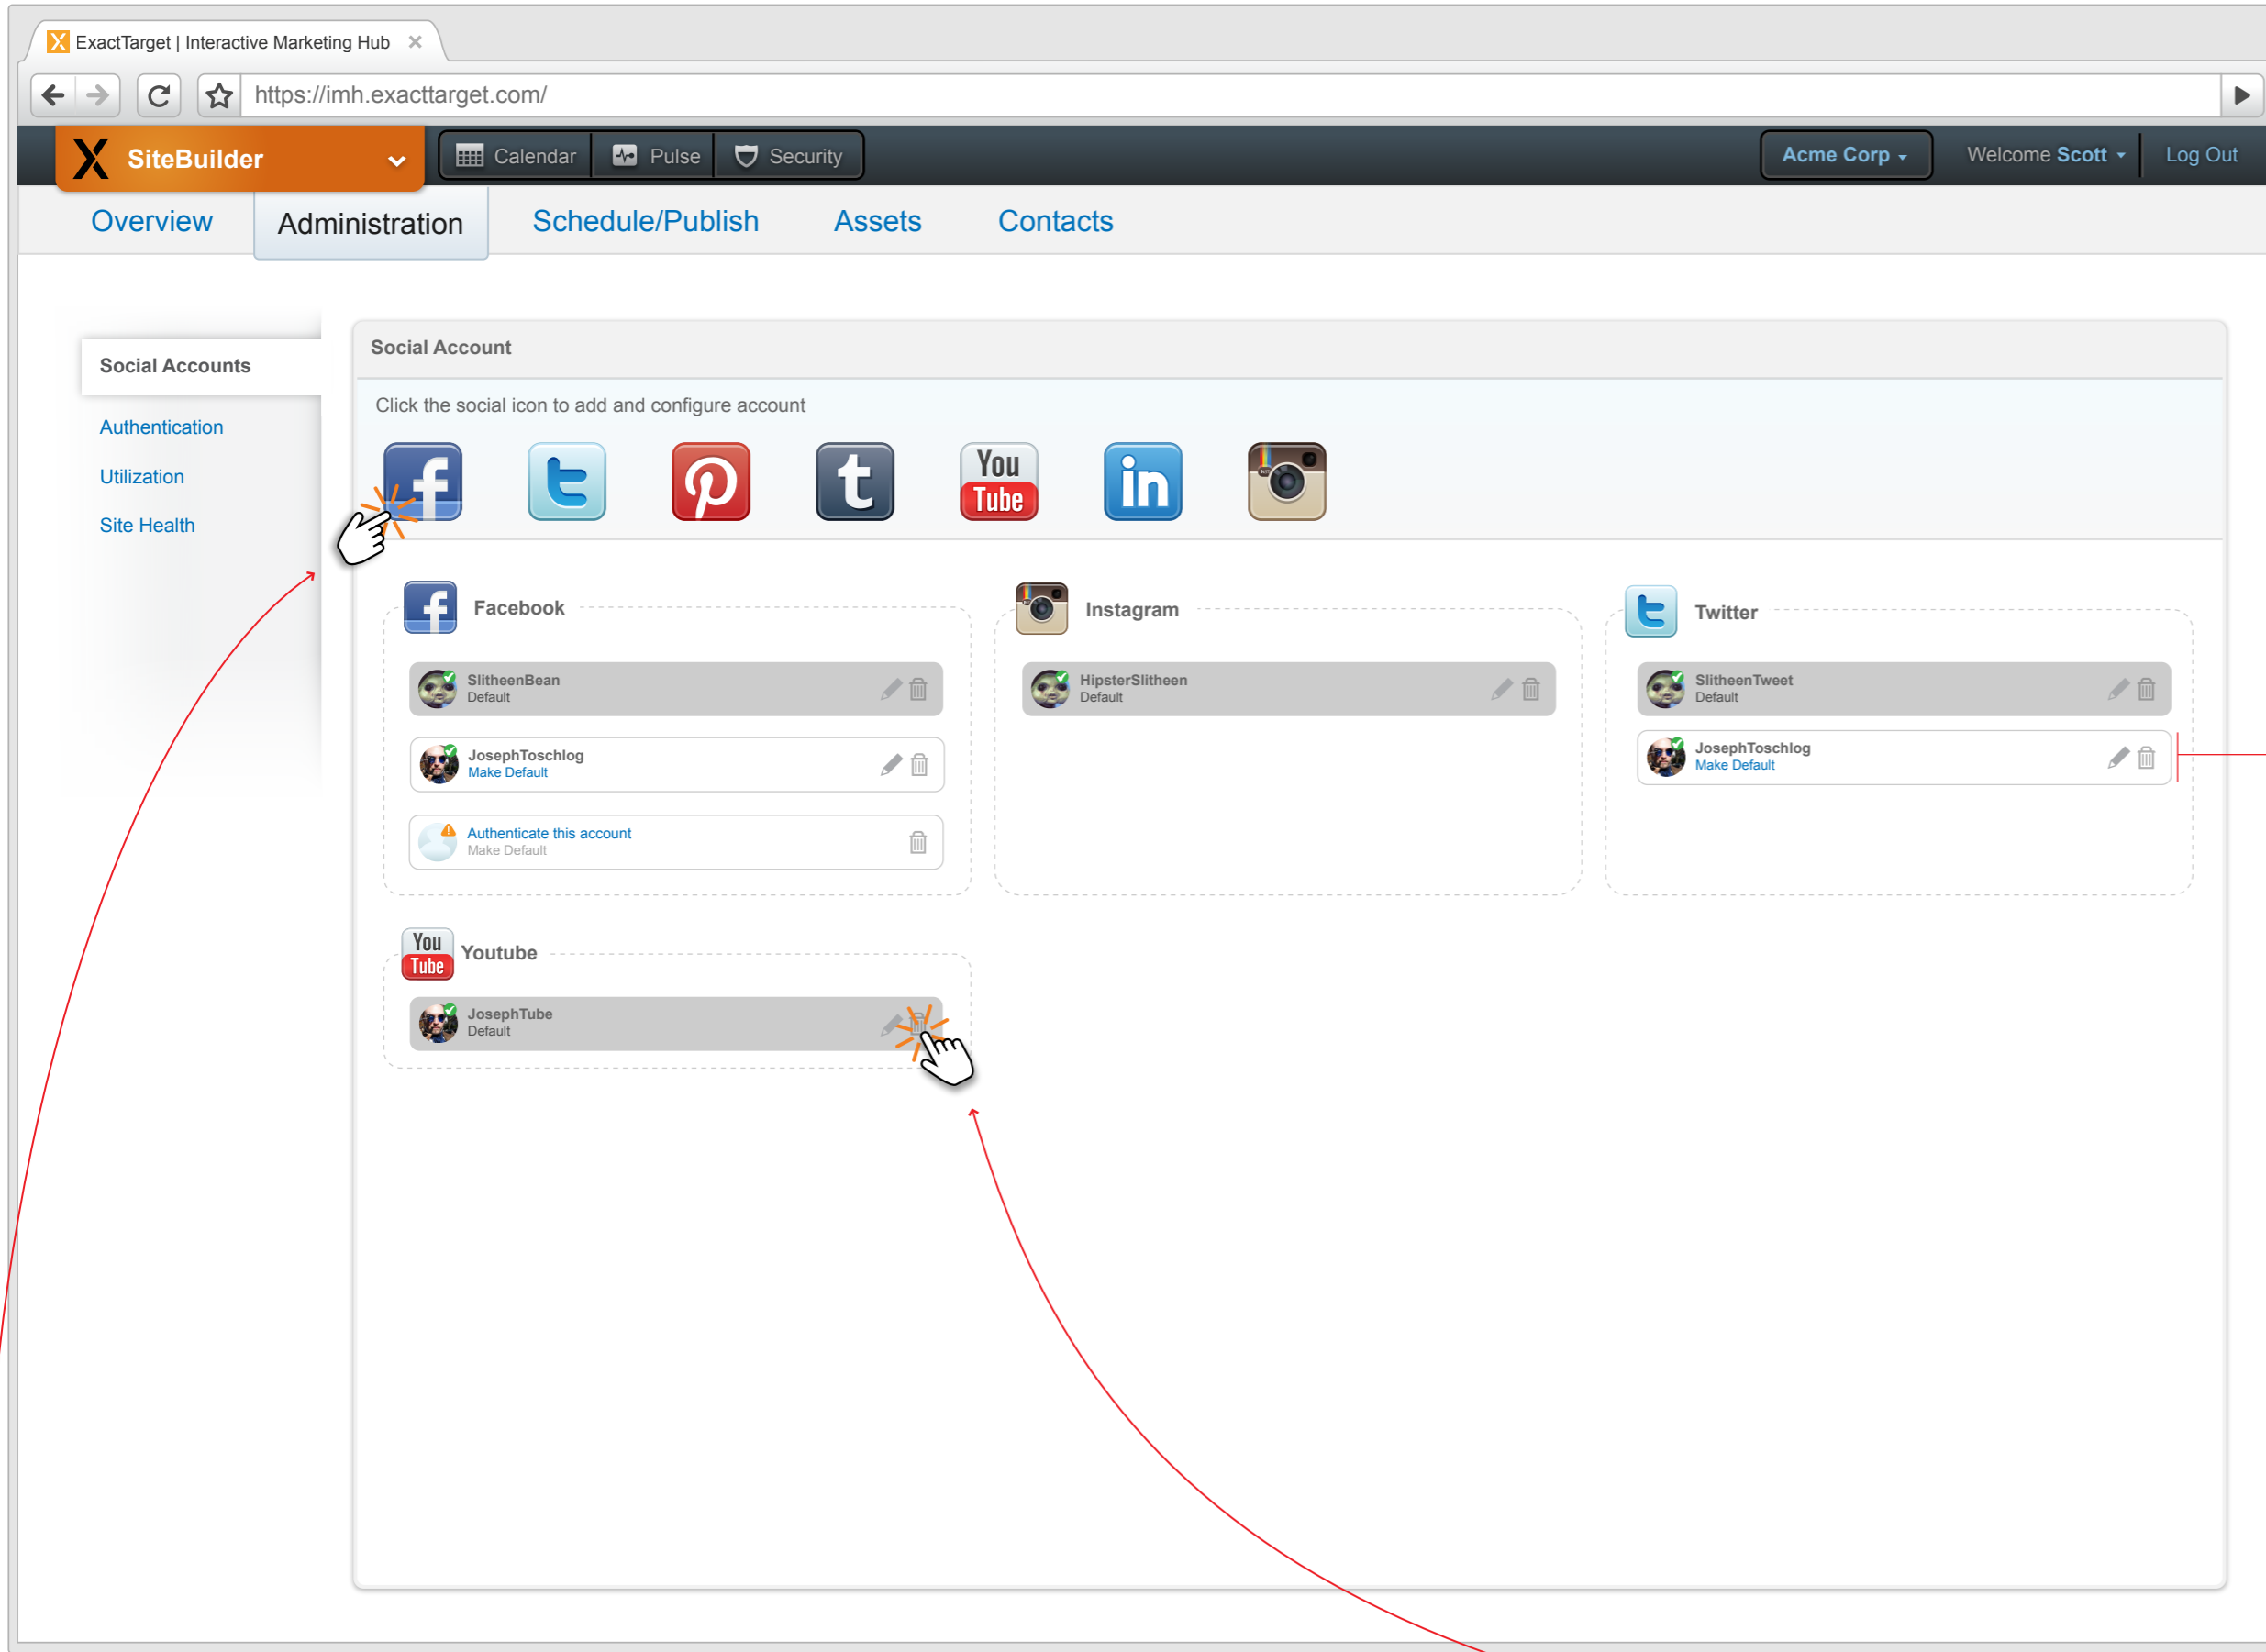 ExactTarget | Interactive Marketing Hub
https://imh.exacttarget.com/
SiteBuilder
Calendar
Pulse
Security
Acme Corp
Welcome Scott
Log Out
Overview
Administration
Schedule/Publish
Assets
Contacts
Social Accounts
Authentication
Utilization
Site Health
Social Account
Click the social icon to add and configure account
f
t
p
t
You
Tube
in
f
Facebook
SlitheenBean
Default
JosephToschlog
Make Default
Authenticate this account
Make Default
Instagram
HipsterSlitheen
Default
t
Twitter
SlitheenTweet
Default
JosephToschlog
Make Default
You
Tube
Youtube
JosephTube
Default